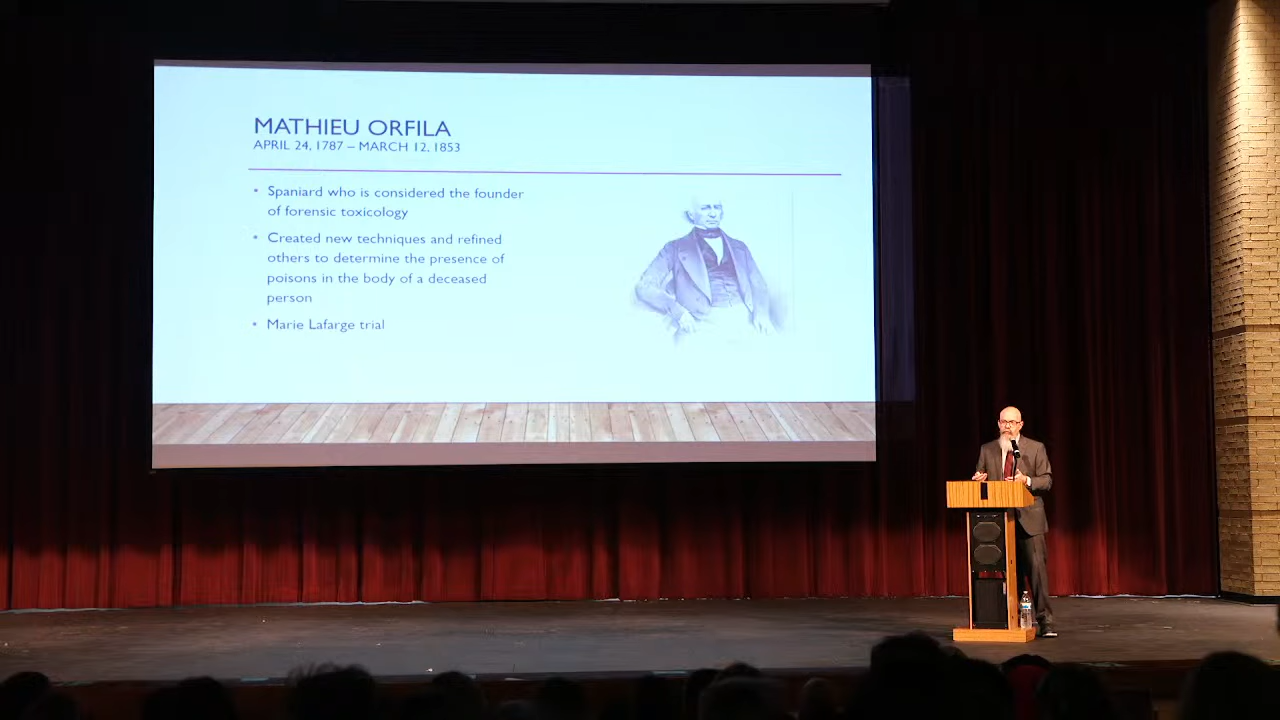 MATHIEU ORFILA
APRIL 24, 1787 – MARCH 12, 1853
• Spaniard who is considered the founder
of forensic toxicology
• Created new techniques and refined
others to determine the presence of
poisons in the body of a deceased
person
• Marie Lafarge trial